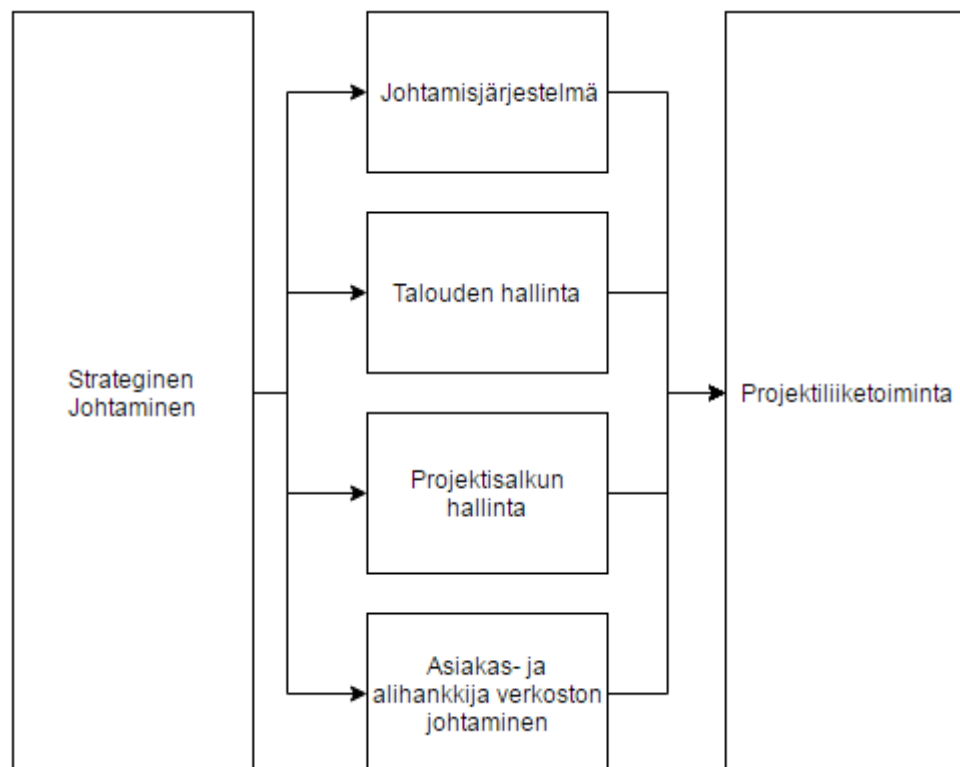 Strateginen
Johtaminen
Johtamisjärjestelmä
Talouden hallinta
Projektisalkun
hallinta
Asiakas- ja
alihankkija verkoston
johtaminen
Projektiliiketoiminta